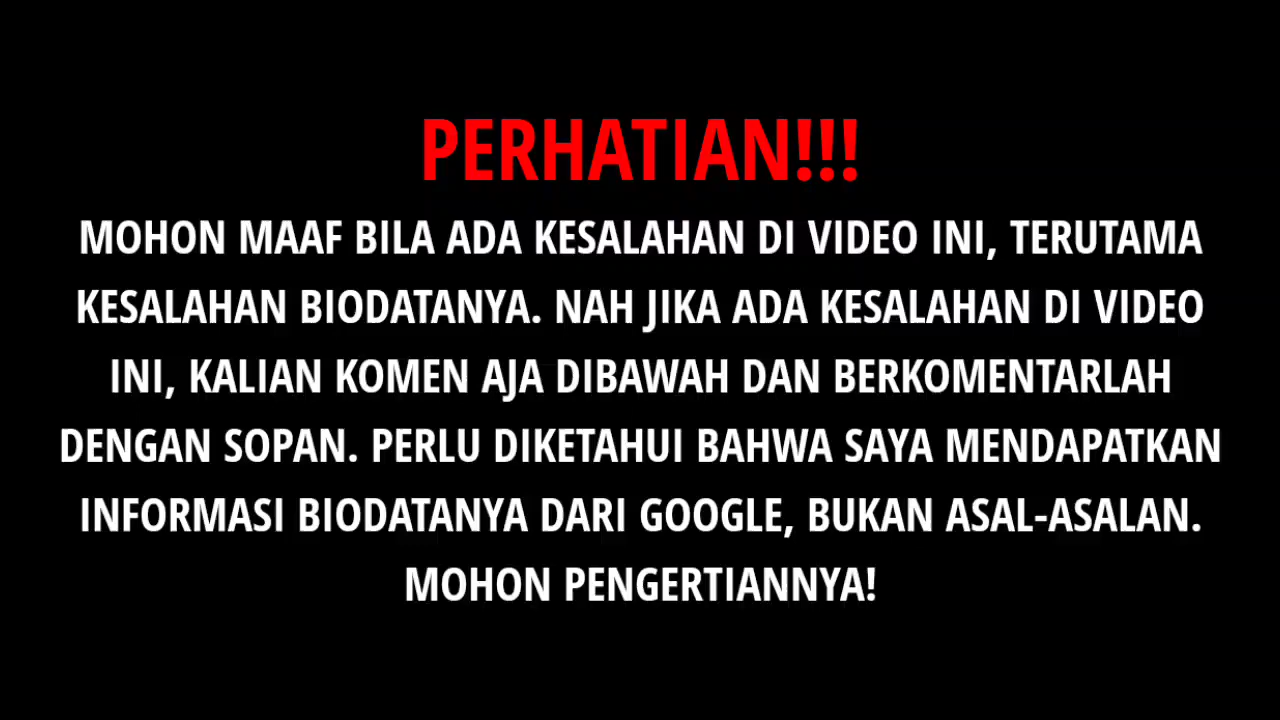 PERHATIAN!!!
MOHON MAAF BILA ADA KESALAHAN DI VIDEO INI, TERUTAMA
KESALAHAN BIODATANYA. NAH JIKA ADA KESALAHAN DI VIDEO
INI, KALIAN KOMEN AJA DIBAWAH DAN BERKOMENTARLAH
DENGAN SOPAN. PERLU DIKETAHUI BAHWA SAYA MENDAPATKAN
INFORMASI BIODATANYA DARI GOOGLE, BUKAN ASAL-ASALAN.
MOHON PENGERTIANNYA!